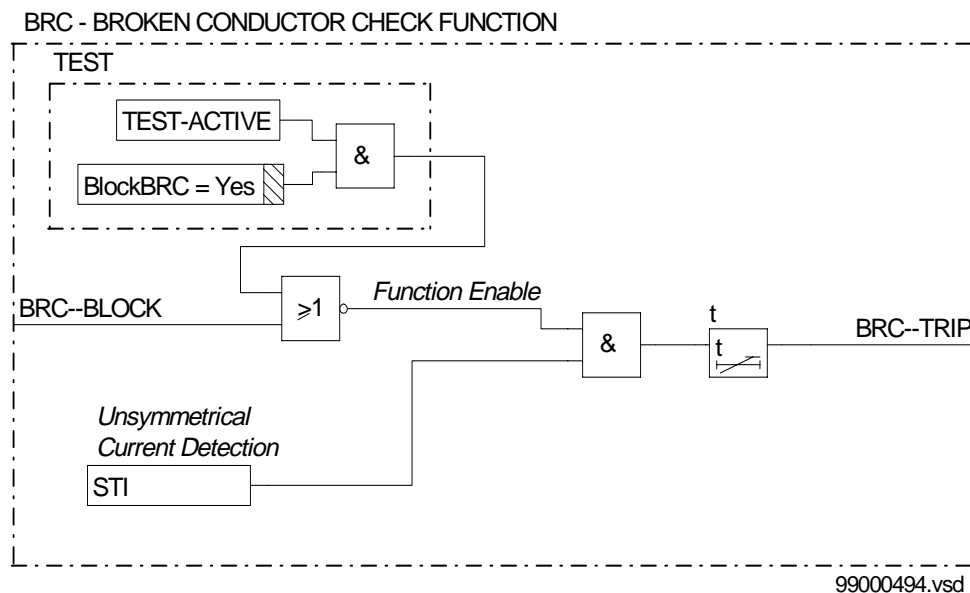 BRC - BROKEN CONDUCTOR CHECK FUNCTION
TEST
TEST-ACTIVE
&
BlockBRC = Yes
BRC--BLOCK
≥1
Function Enable
&
t
t
BRC--TRIP
Unsymmetrical
Current Detection
STI
99000494.vsd